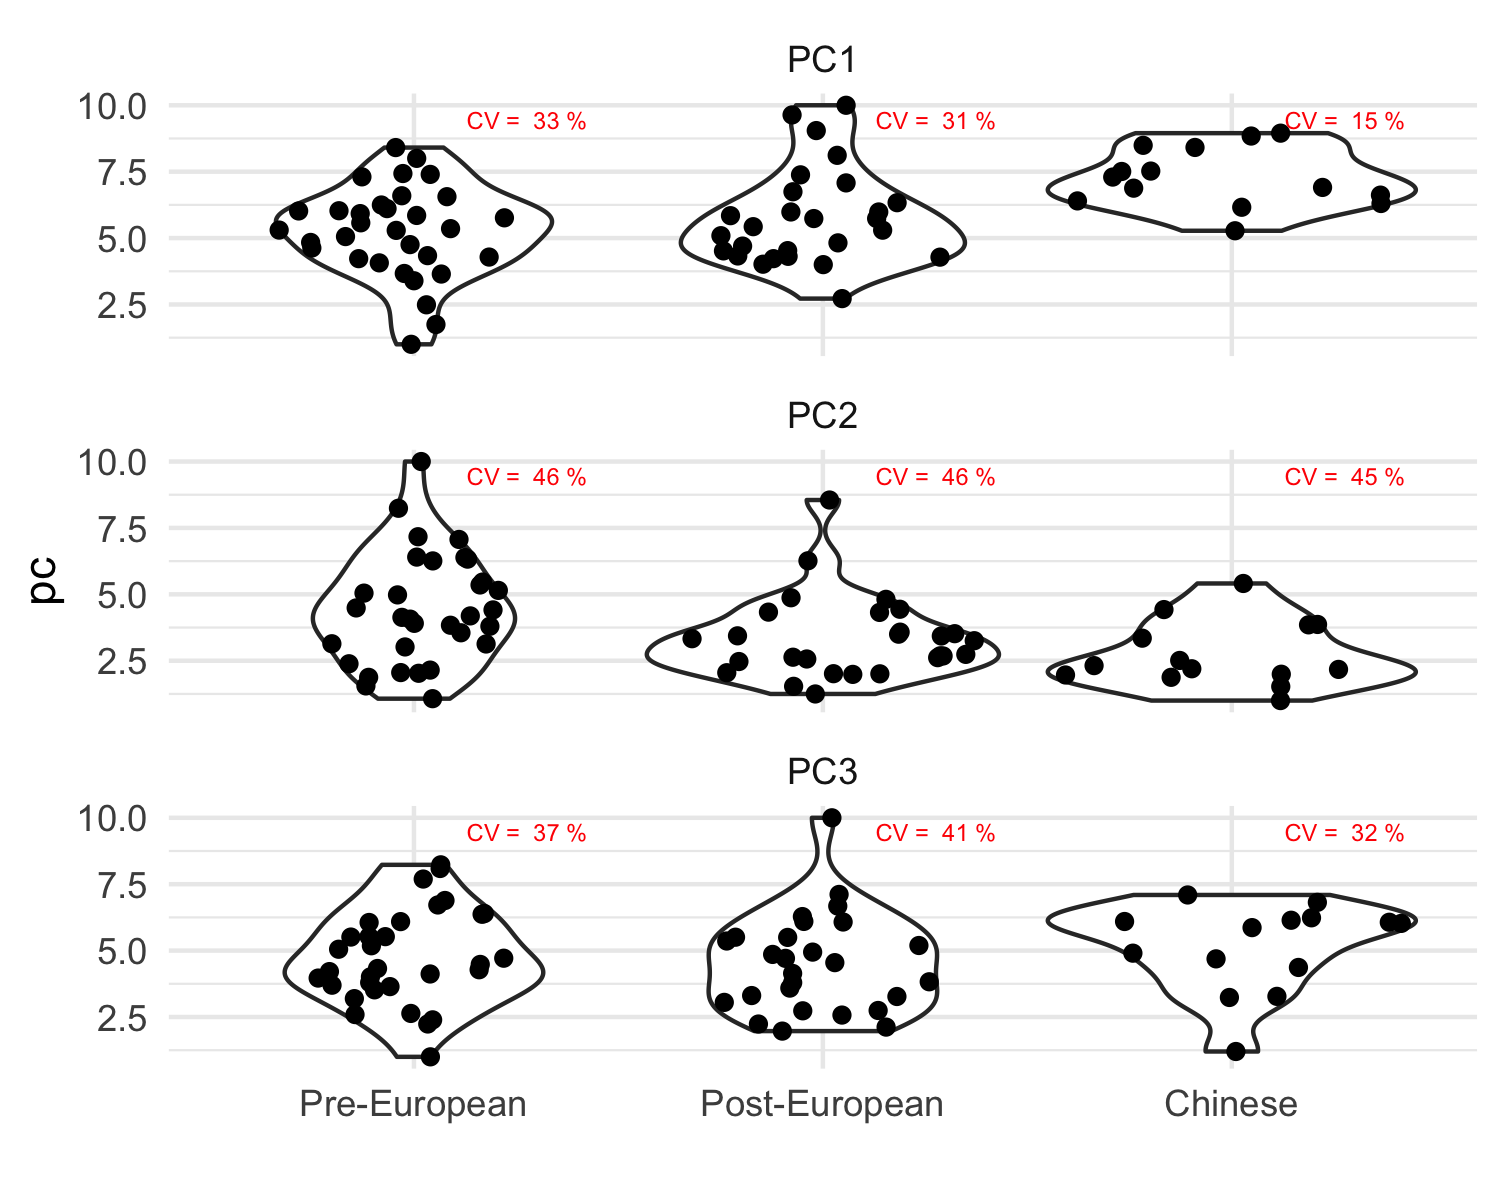 PC1
10.0
CV = 33 %
CV = 31 %
CV = 15 %
7.5
5.0
2.5
PC2
10.0
CV = 46 %
CV = 46 %
CV = 45 %
7.5
5.0
2.5
pc
PC3
10.0
CV = 37 %
CV = 41 %
CV = 32 %
7.5
5.0
2.5
Pre-European
Post-European
Chinese